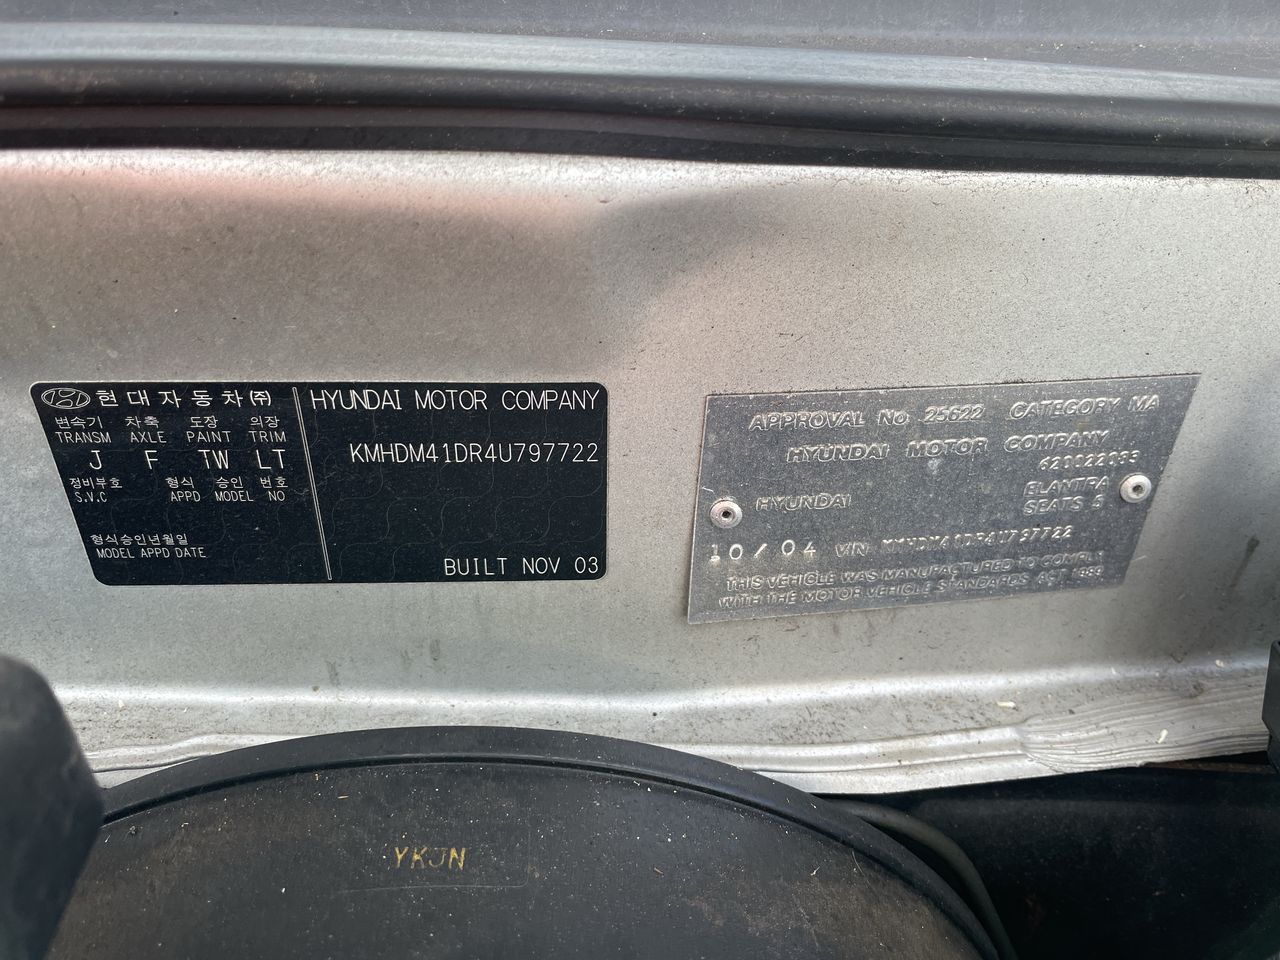 현대자동차㈜
변속기 차축 도장 의장
TRANSM AXLE PAINT TRIM
J F TW LT
정비부호 형식 승인 번호
S.V.C APPD MODEL NO
형식승인년월일
MODEL APPD DATE
HYUNDAI MOTOR COMPANY
KMHDM41DR4U797722
BUILT NOV 03
APPROVAL No 25622 CATEGORY MA
HYUNDAI MOTOR COMPANY
HYUNDAI
ELANTRA
SEATS 5
10/04 VIN KMHDM41DR4U797722
THIS VEHICLE WAS MANUFACTURED TO COMPLY
WITH THE MOTOR VEHICLE STANDARDS ACT 1989
YKJN